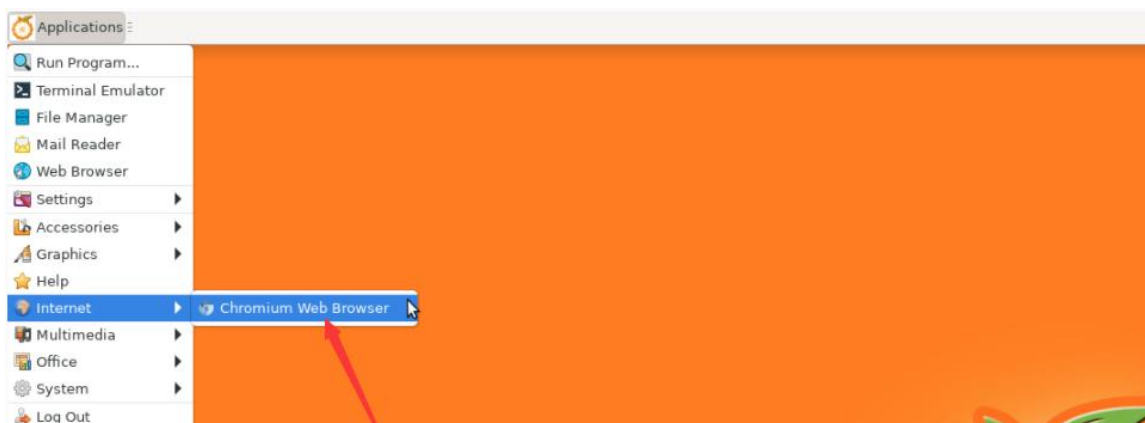 Applications
Run Program...
Terminal Emulator
File Manager
Mail Reader
Web Browser
Settings
Accessories
Graphics
Help
Internet
Chromium Web Browser
Multimedia
Office
System
Log Out